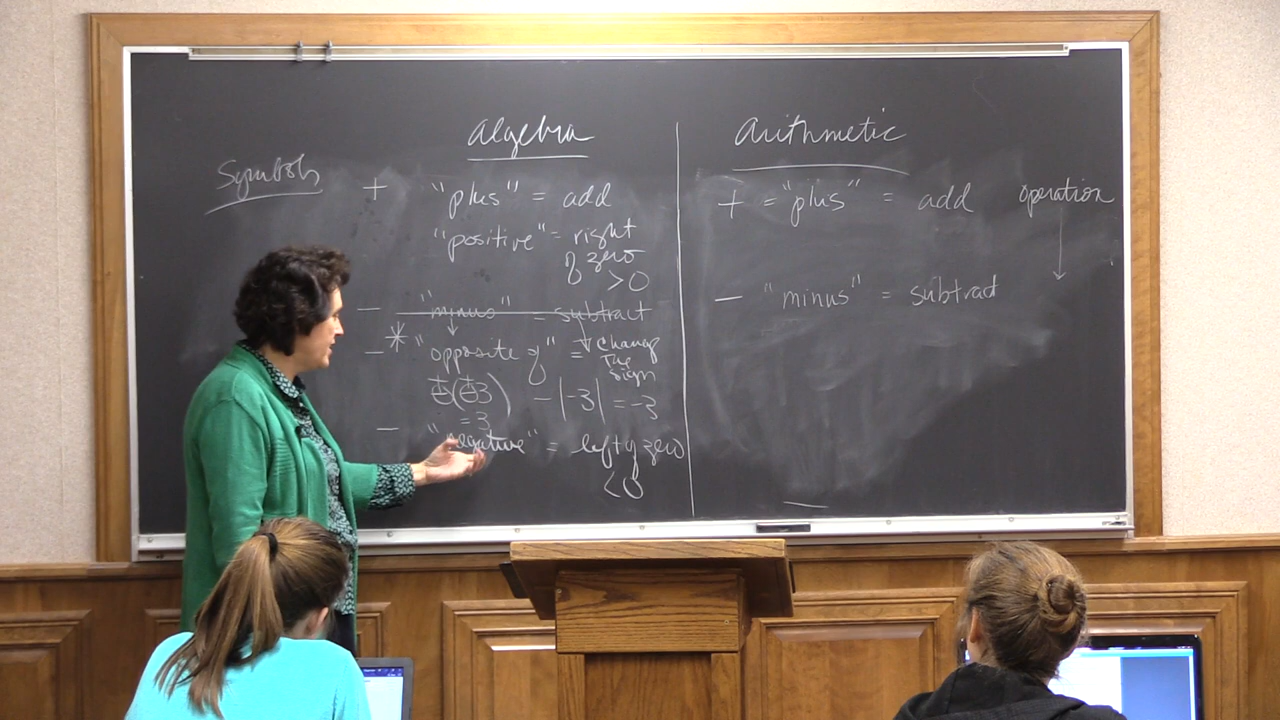 Symbols
algebra
+ "plus" = add
"positive" = right
of zero
>0
— "minus" = subtract
— * "opposite of" = change
the
sign
-(-3)
= 3
- |-3| = -3
— "negative" = left of zero
<0
arithmetic
+ = "plus" = add operation
— "minus" = subtract